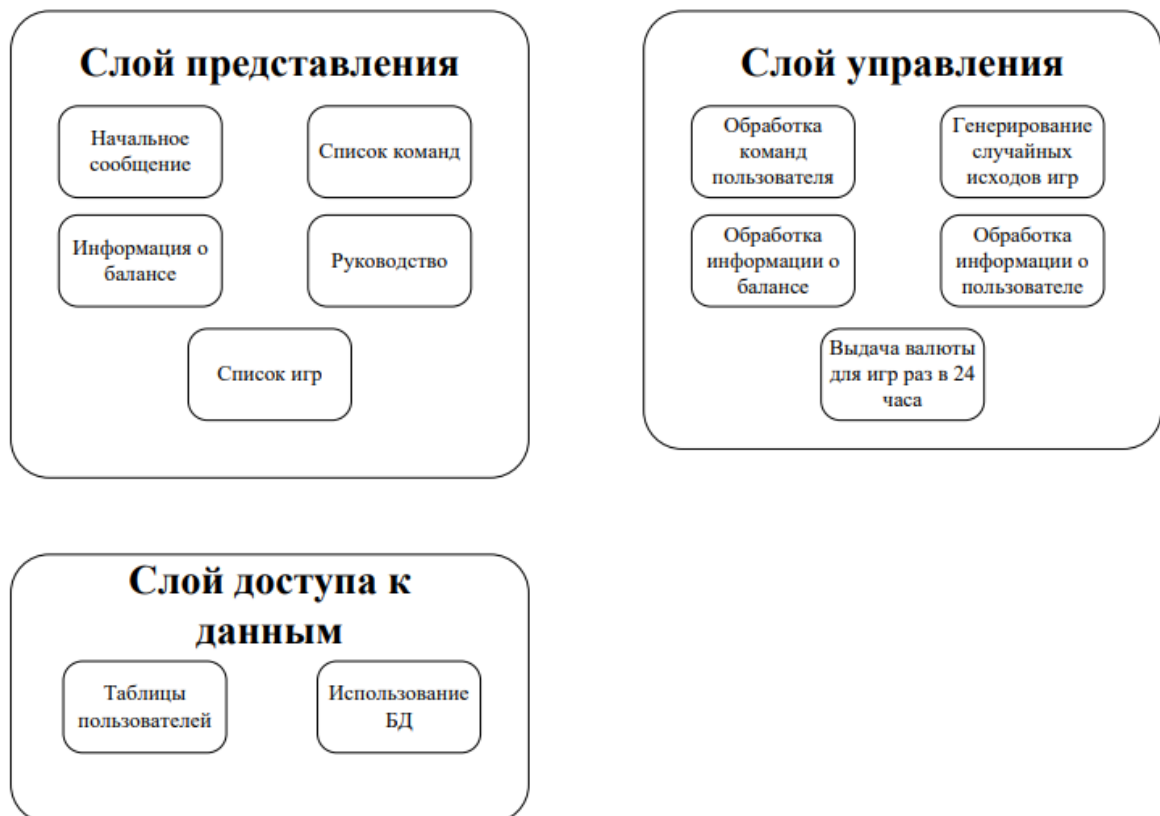 Слой представления
Начальное
сообщение
Список команд
Информация о
балансе
Руководство
Список игр
Слой управления
Обработка
команд
пользователя
Генерирование
случайных
исходов игр
Обработка
информации о
балансе
Обработка
информации о
пользователе
Выдача валюты
для игр раз в 24
часа
Слой доступа к
данным
Таблицы
пользователей
Использование
БД